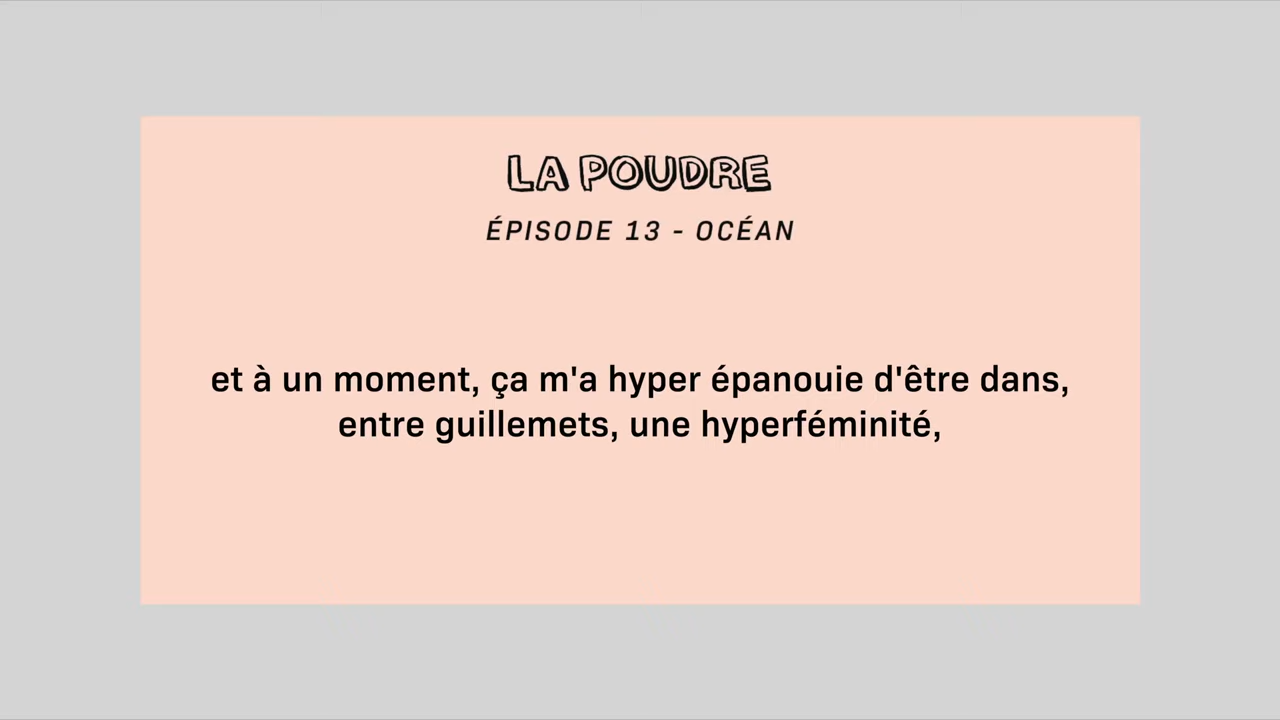 LA POUDRE
ÉPISODE 13 - OCÉAN
et à un moment, ça m'a hyper épanouie d'être dans,
entre guillemets, une hyperféminité,